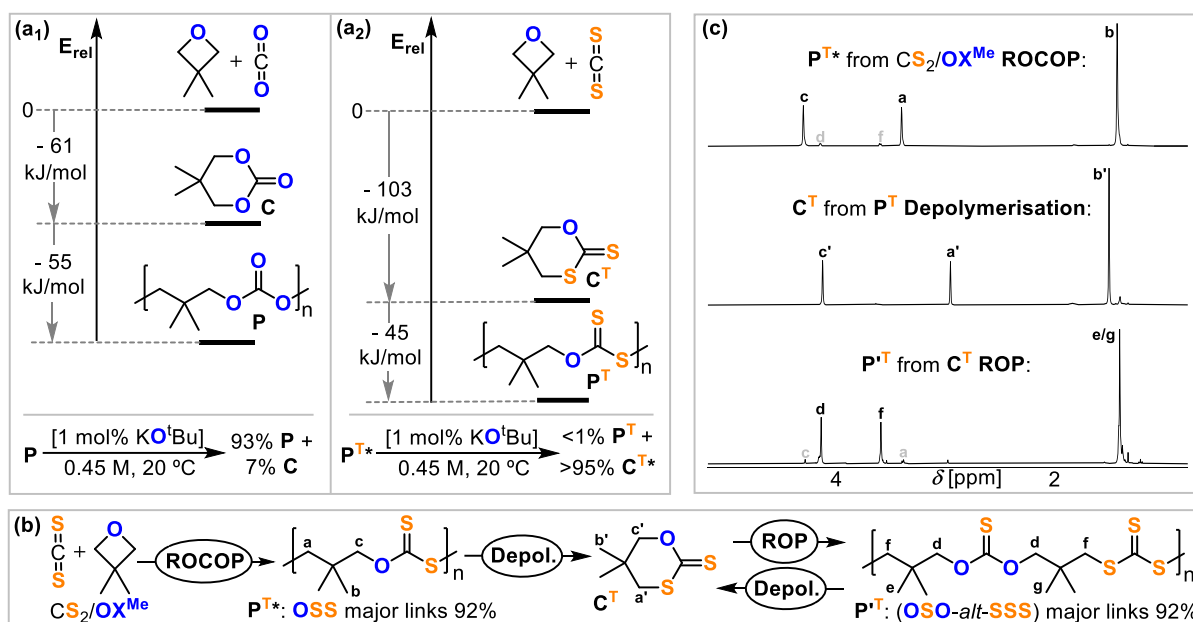 (a₁)
E_rel
O
+
O
C
O
0
- 61
kJ/mol
O
O
O
C
- 55
kJ/mol
O
O
O
n
P
P
[1 mol% KOᵗBu]
0.45 M, 20 ºC
93% P +
7% C
(a₂)
E_rel
O
+
S
C
S
0
- 103
kJ/mol
O
S
S
Cᵀ
- 45
kJ/mol
S
O
S
n
Pᵀ
Pᵀ*
[1 mol% KOᵗBu]
0.45 M, 20 ºC
<1% Pᵀ +
>95% Cᵀ*
(c)
Pᵀ* from CS₂/OXᴹᵉ ROCOP:
b
c
d
f
a
Cᵀ from Pᵀ Depolymerisation:
b'
c'
a'
P'ᵀ from Cᵀ ROP:
e/g
d
f
c
a
4
δ [ppm]
2
(b)
S
C
S
+
O
CS₂/OXᴹᵉ
ROCOP
a
c
b
O
S
S
n
Pᵀ*: OSS major links 92%
Depol.
b'
c'
a'
O
S
S
Cᵀ
ROP
Depol.
f
d
e
O
S
O
d
f
g
S
S
S
n
P'ᵀ: (OSO-alt-SSS) major links 92%